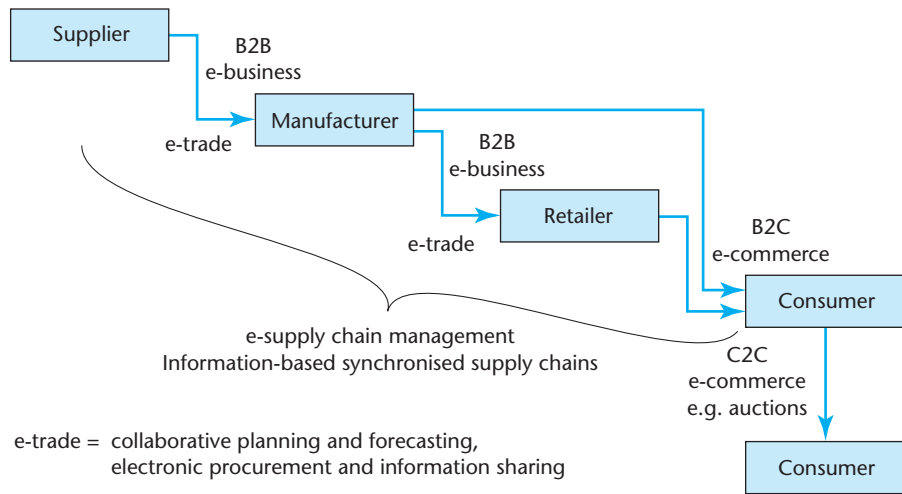 Supplier
B2B
e-business
Manufacturer
e-trade
B2B
e-business
Retailer
e-trade
B2C
e-commerce
Consumer
e-supply chain management
Information-based synchronised supply chains
C2C
e-commerce
e.g. auctions
e-trade = collaborative planning and forecasting,
electronic procurement and information sharing
Consumer